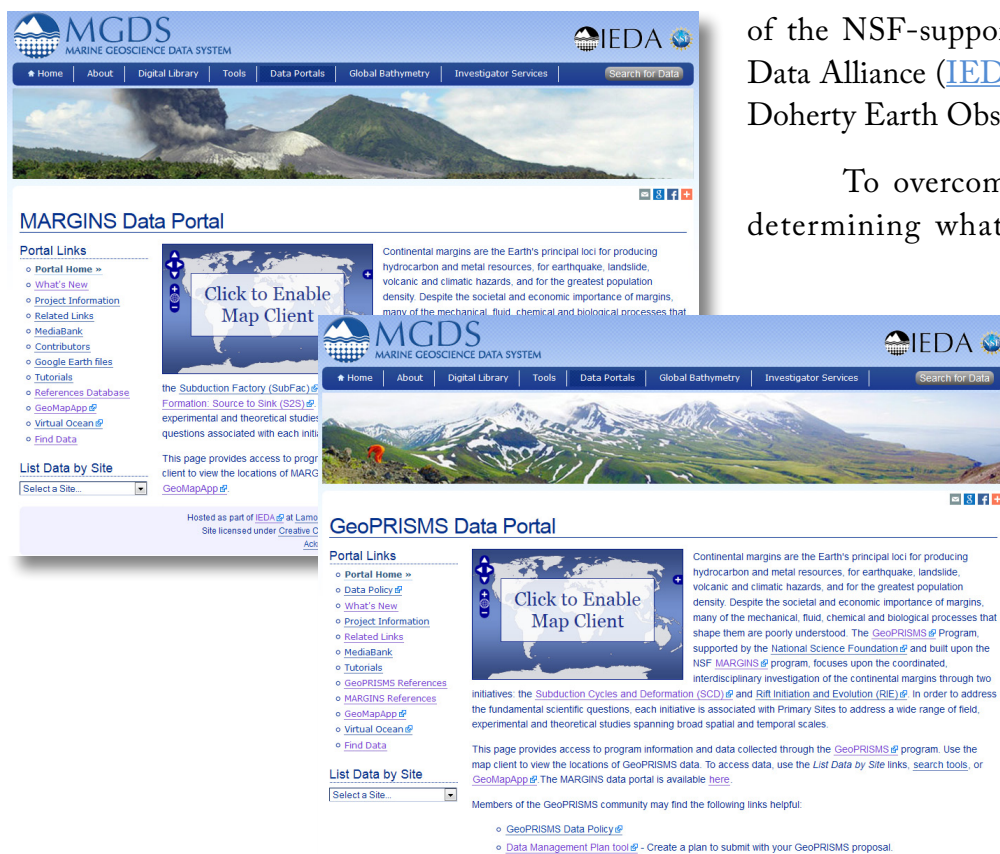 MGDS
MARINE GEOSCIENCE DATA SYSTEM
IEDA
NSF
Home
About
Digital Library
Tools
Data Portals
Global Bathymetry
Investigator Services
Search for Data
MARGINS Data Portal
Portal Links
Portal Home »
What's New
Project Information
Related Links
MediaBank
Contributors
Google Earth files
Tutorials
References Database
GeoMapApp
Virtual Ocean
Find Data
List Data by Site
Select a Site...
Click to Enable
Map Client
Continental margins are the Earth's principal loci for producing
hydrocarbon and metal resources, for earthquake, landslide,
volcanic and climatic hazards, and for the greatest population
density. Despite the societal and economic importance of margins,
many of the mechanical, fluid, chemical and biological processes that
the Subduction Factory (SubFac)
Formation: Source to Sink (S2S)
experimental and theoretical studies
questions associated with each
This page provides access to
client to view the locations of
GeoMapApp.
Hosted as part of IEDA at
Site licensed under Creative
of the NSF-suppor
Data Alliance (IED
Doherty Earth Obs
To overcom
determining what
MGDS
MARINE GEOSCIENCE DATA SYSTEM
IEDA
NSF
Home
About
Digital Library
Tools
Data Portals
Global Bathymetry
Investigator Services
Search for Data
GeoPRISMS Data Portal
Portal Links
Portal Home »
Data Policy
What's New
Project Information
Related Links
MediaBank
Tutorials
GeoPRISMS References
MARGINS References
GeoMapApp
Virtual Ocean
Find Data
List Data by Site
Select a Site...
Click to Enable
Map Client
Continental margins are the Earth's principal loci for producing
hydrocarbon and metal resources, for earthquake, landslide,
volcanic and climatic hazards, and for the greatest population
density. Despite the societal and economic importance of margins,
many of the mechanical, fluid, chemical and biological processes that
shape them are poorly understood. The GeoPRISMS Program,
supported by the National Science Foundation and built upon the
NSF MARGINS program, focuses upon the coordinated,
interdisciplinary investigation of the continental margins through two
initiatives: the Subduction Cycles and Deformation (SCD) and Rift Initiation and Evolution (RIE). In order to address
the fundamental scientific questions, each initiative is associated with Primary Sites to address a wide range of field,
experimental and theoretical studies spanning broad spatial and temporal scales.
This page provides access to program information and data collected through the GeoPRISMS program. Use the
map client to view the locations of GeoPRISMS data. To access data, use the List Data by Site links, search tools, or
GeoMapApp.The MARGINS data portal is available here.
Members of the GeoPRISMS community may find the following links helpful:
GeoPRISMS Data Policy
Data Management Plan tool - Create a plan to submit with your GeoPRISMS proposal.